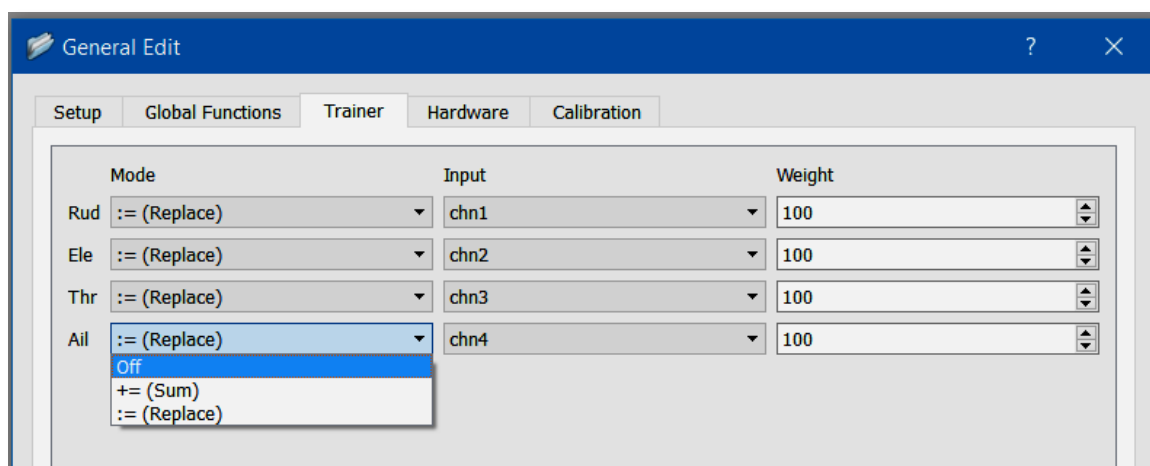 General Edit ?
Setup Global Functions Trainer Hardware Calibration
Mode Input Weight
Rud := (Replace) chn1 100
Ele := (Replace) chn2 100
Thr := (Replace) chn3 100
Ail := (Replace) chn4 100
Off
+= (Sum)
:= (Replace)